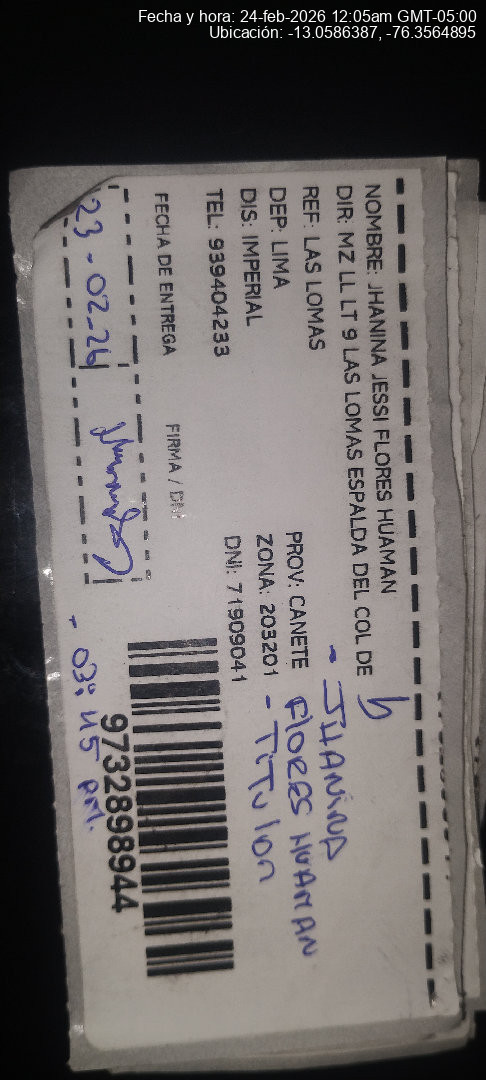 Fecha y hora: 24-feb-2026 12:05am GMT-05:00
Ubicación: -13.0586387, -76.3564895
NOMBRE: JHANINA JESSI FLORES HUAMAN
DIR: MZ LL LT 9 LAS LOMAS ESPALDA DEL COL DE
REF: LAS LOMAS
DEP: LIMA PROV: CANETE
DIS: IMPERIAL ZONA: 203201
TEL: 939404233 DNI: 71909041
- JHANINA
FLORES HUAMAN
- TiTulan
FECHA DE ENTREGA FIRMA / DNI
23-02-26
- 03:45 pm.
9732898944